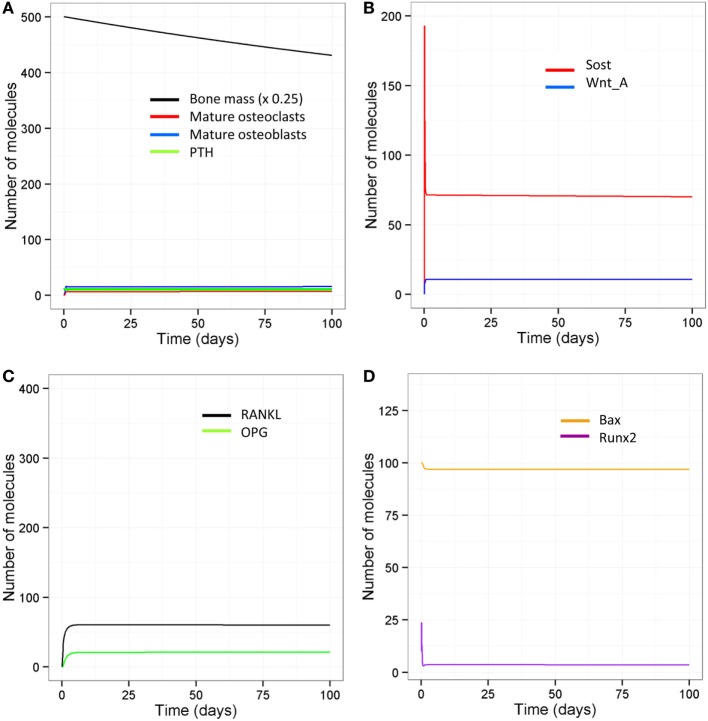 A
Number of molecules
500
400
300
200
100
0
Bone mass (x 0.25)
Mature osteoclasts
Mature osteoblasts
PTH
0 25 50 75 100
Time (days)
B
Number of molecules
200
150
100
50
0
Sost
Wnt_A
0 25 50 75 100
Time (days)
C
Number of molecules
400
300
200
100
0
RANKL
OPG
0 25 50 75 100
Time (days)
D
Number of molecules
125
100
75
50
25
0
Bax
Runx2
0 25 50 75 100
Time (days)